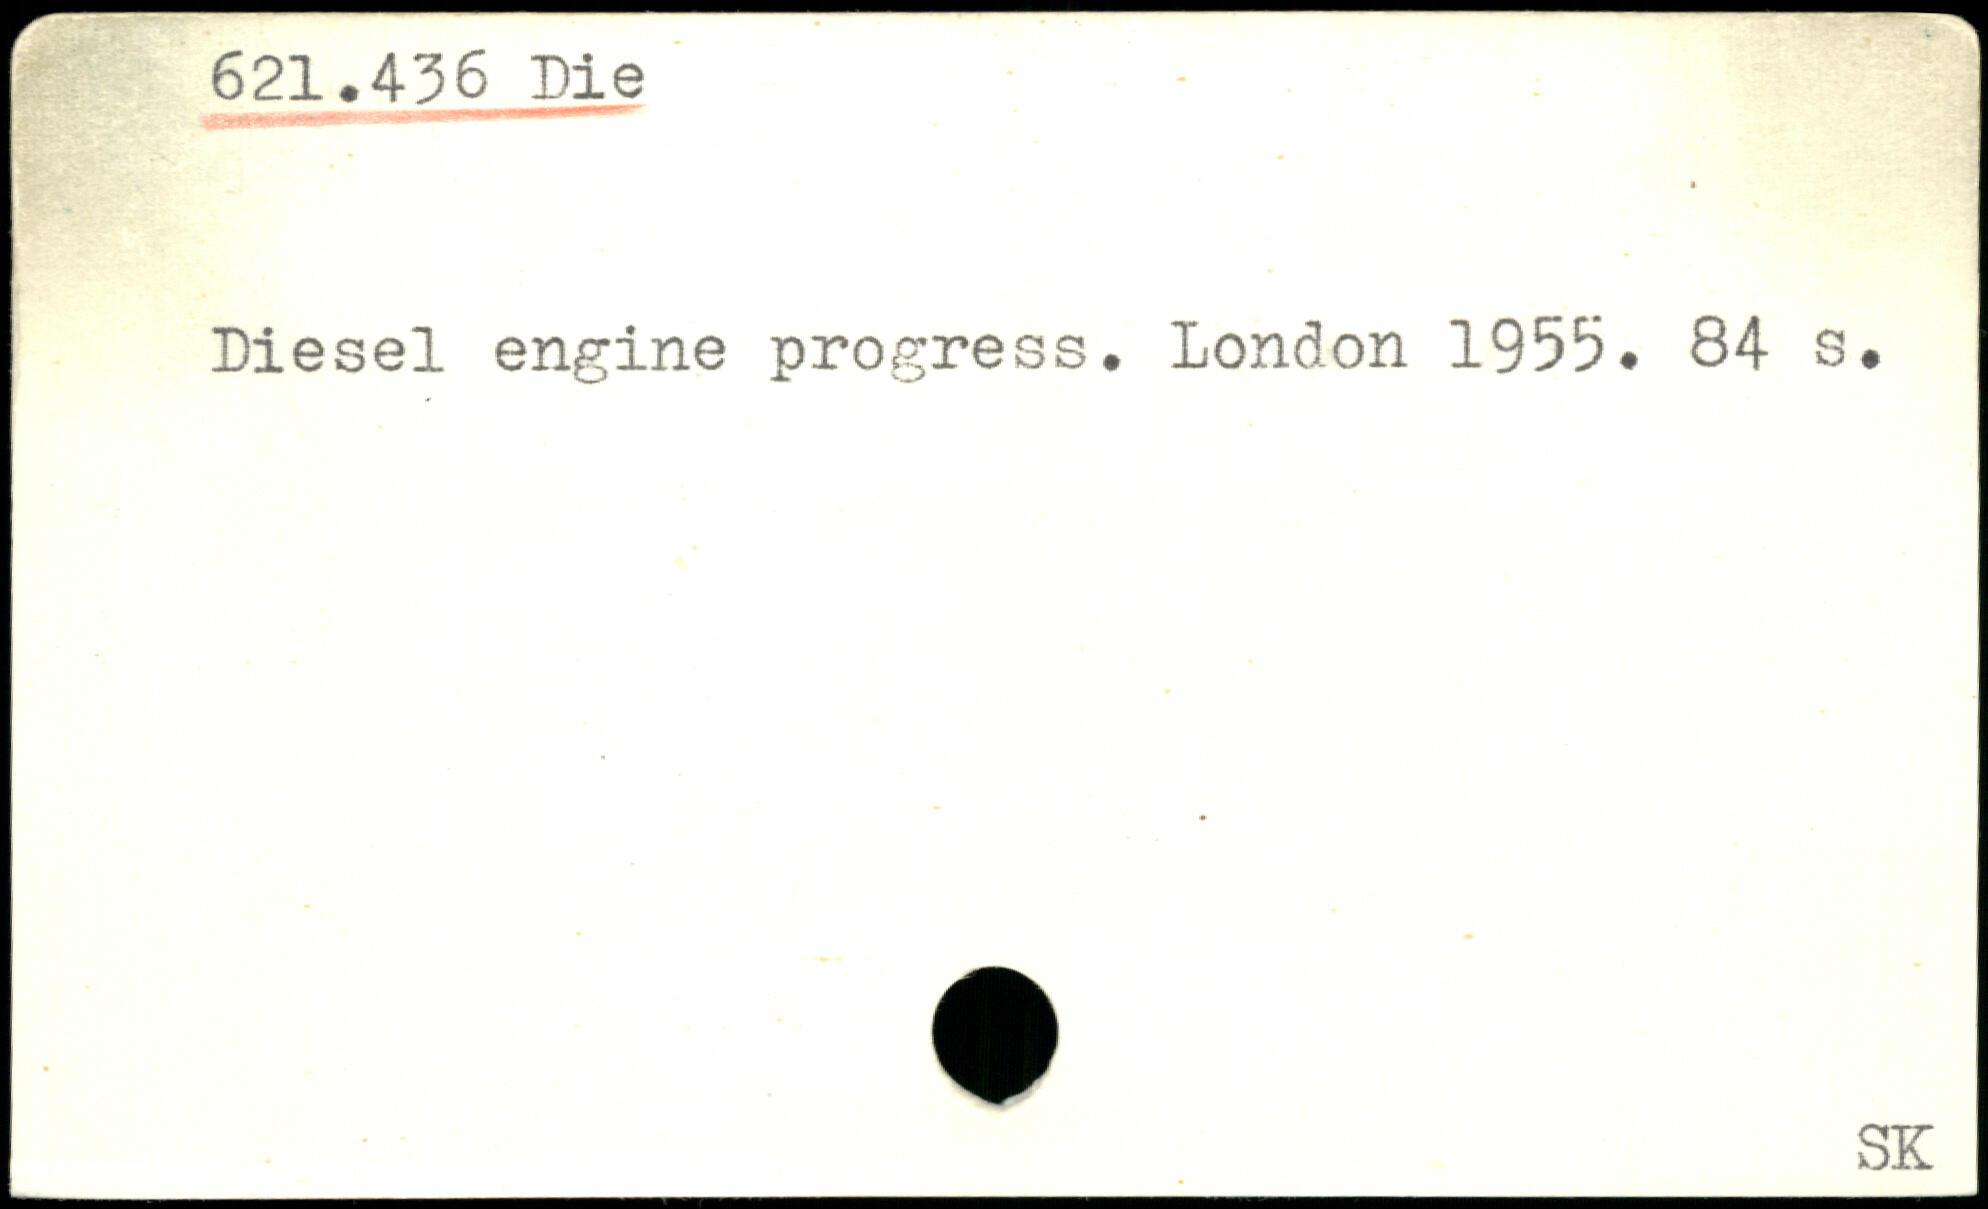 621.436 Die
Diesel engine progress. London 1955. 84 s.
SK